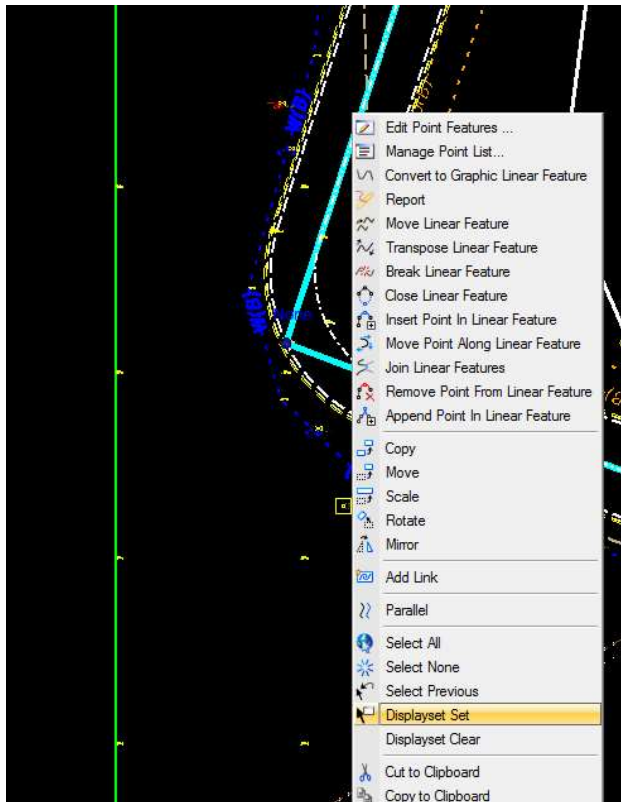 Edit Point Features ...
Manage Point List...
Convert to Graphic Linear Feature
Report
Move Linear Feature
Transpose Linear Feature
Break Linear Feature
Close Linear Feature
Insert Point In Linear Feature
Move Point Along Linear Feature
Join Linear Features
Remove Point From Linear Feature
Append Point In Linear Feature
Copy
Move
Scale
Rotate
Mirror
Add Link
Parallel
Select All
Select None
Select Previous
Displayset Set
Displayset Clear
Cut to Clipboard
Copy to Clipboard
None